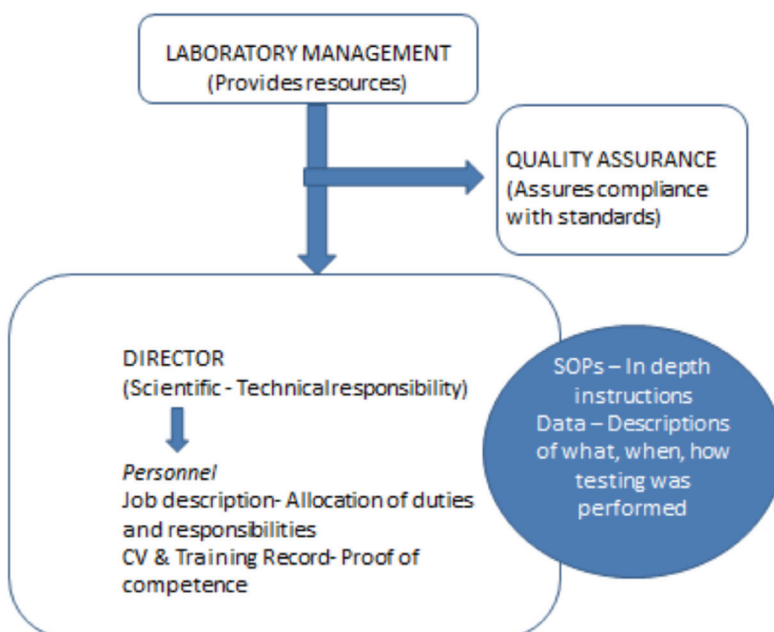 LABORATORY MANAGEMENT
(Provides resources)
QUALITY ASSURANCE
(Assures compliance
with standards)
DIRECTOR
(Scientific - Technical responsibility)
Personnel
Job description- Allocation of duties
and responsibilities
CV & Training Record- Proof of
competence
SOPs – In depth
instructions
Data – Descriptions
of what, when, how
testing was
performed